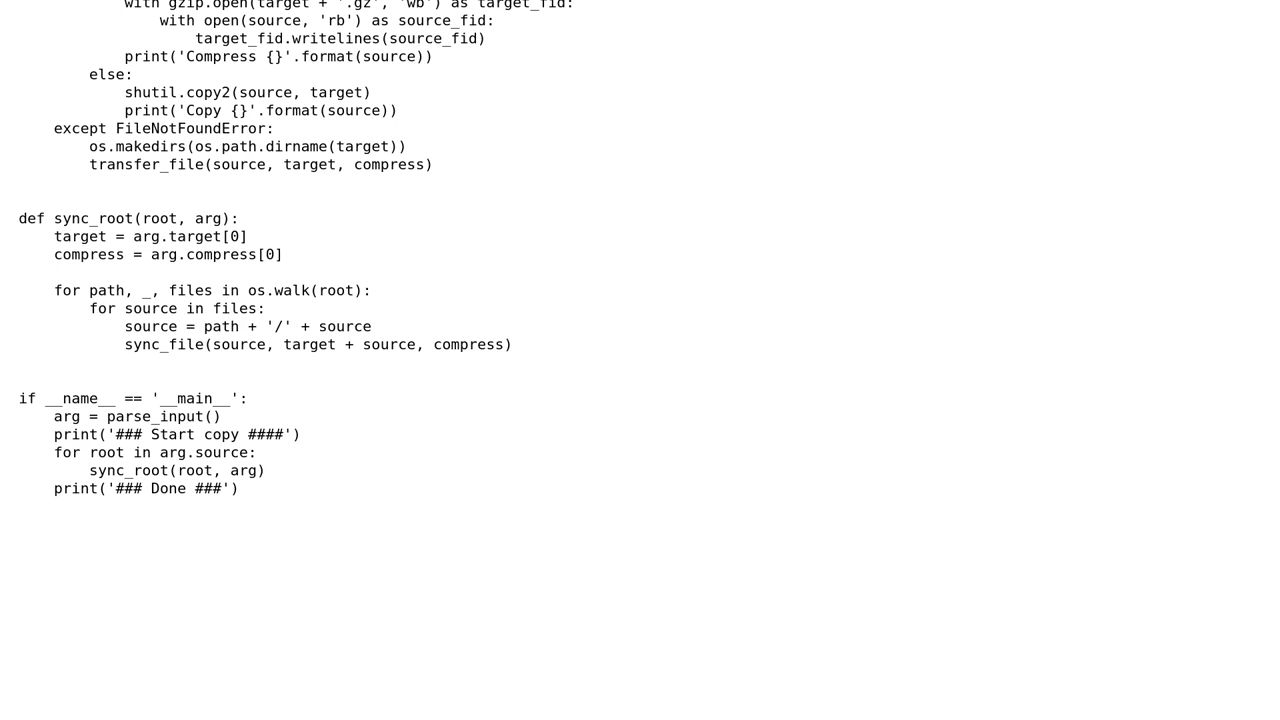 with gzip.open(target + '.gz', 'wb') as target_fid:
                with open(source, 'rb') as source_fid:
                    target_fid.writelines(source_fid)
            print('Compress {}'.format(source))
        else:
            shutil.copy2(source, target)
            print('Copy {}'.format(source))
    except FileNotFoundError:
        os.makedirs(os.path.dirname(target))
        transfer_file(source, target, compress)


def sync_root(root, arg):
    target = arg.target[0]
    compress = arg.compress[0]

    for path, _, files in os.walk(root):
        for source in files:
            source = path + '/' + source
            sync_file(source, target + source, compress)


if __name__ == '__main__':
    arg = parse_input()
    print('### Start copy ####')
    for root in arg.source:
        sync_root(root, arg)
    print('### Done ###')